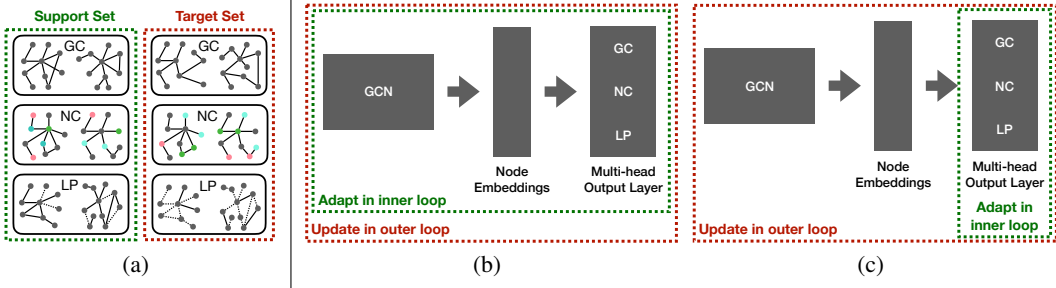 Support Set
Target Set
GC
GC
NC
NC
LP
LP
(a)
GCN
GC
NC
LP
Node
Embeddings
Multi-head
Output Layer
Adapt in inner loop
Update in outer loop
(b)
GCN
GC
NC
LP
Node
Embeddings
Multi-head
Output Layer
Adapt in
inner loop
Update in outer loop
(c)